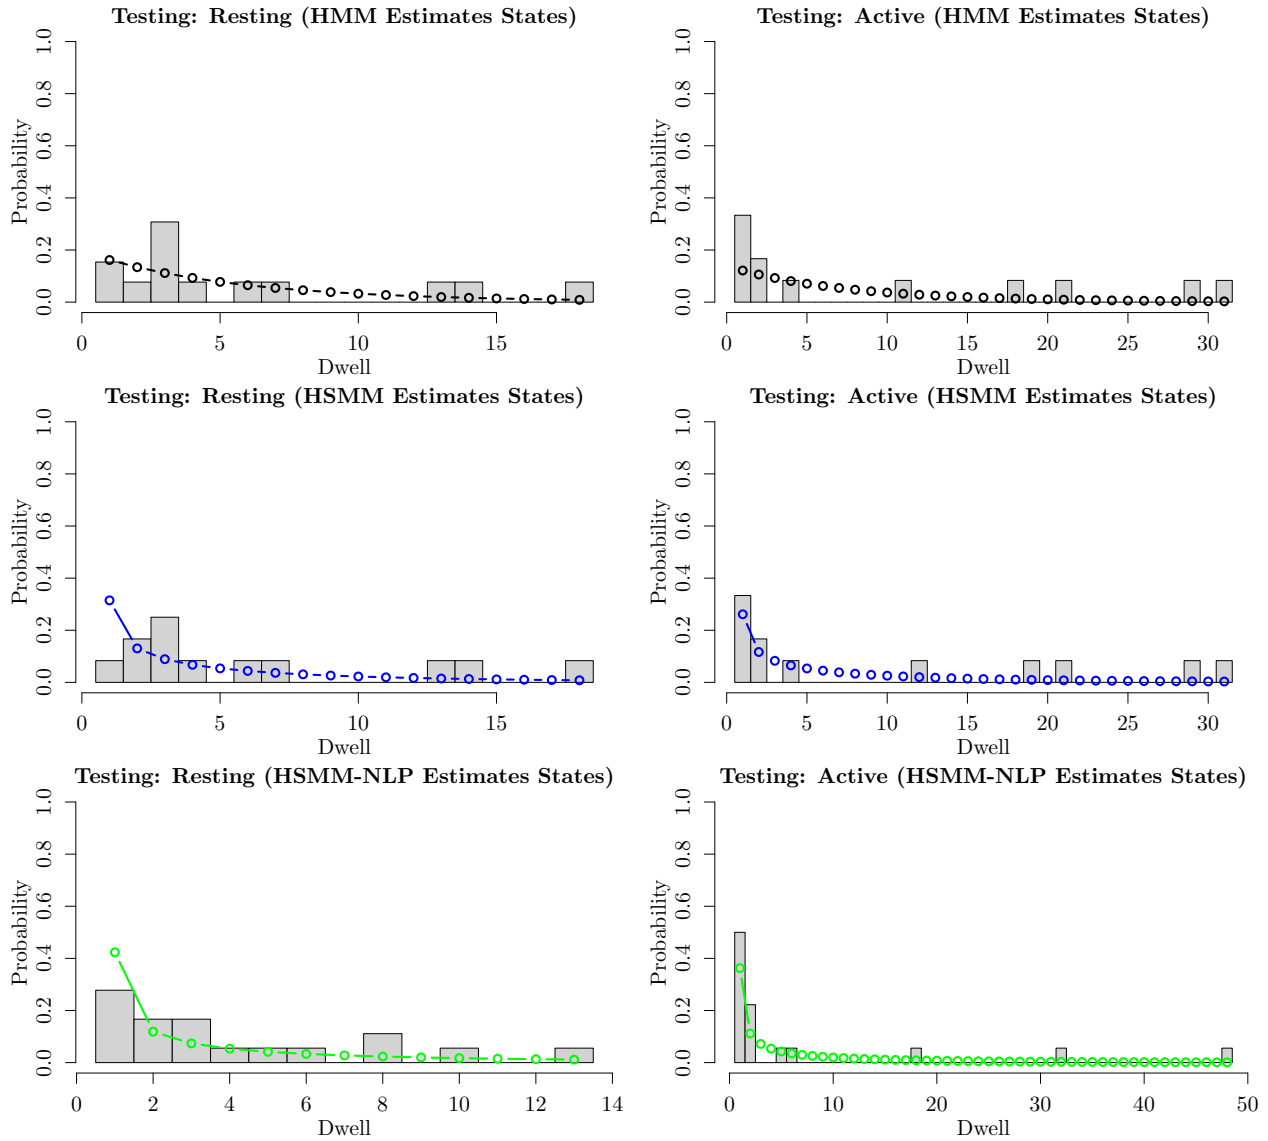 Testing: Resting (HMM Estimates States)
Probability
0.0 0.2 0.4 0.6 0.8 1.0
0 5 10 15
Dwell
Testing: Active (HMM Estimates States)
Probability
0.0 0.2 0.4 0.6 0.8 1.0
0 5 10 15 20 25 30
Dwell
Testing: Resting (HSMM Estimates States)
Probability
0.0 0.2 0.4 0.6 0.8 1.0
0 5 10 15
Dwell
Testing: Active (HSMM Estimates States)
Probability
0.0 0.2 0.4 0.6 0.8 1.0
0 5 10 15 20 25 30
Dwell
Testing: Resting (HSMM-NLP Estimates States)
Probability
0.0 0.2 0.4 0.6 0.8 1.0
0 2 4 6 8 10 12 14
Dwell
Testing: Active (HSMM-NLP Estimates States)
Probability
0.0 0.2 0.4 0.6 0.8 1.0
0 10 20 30 40 50
Dwell